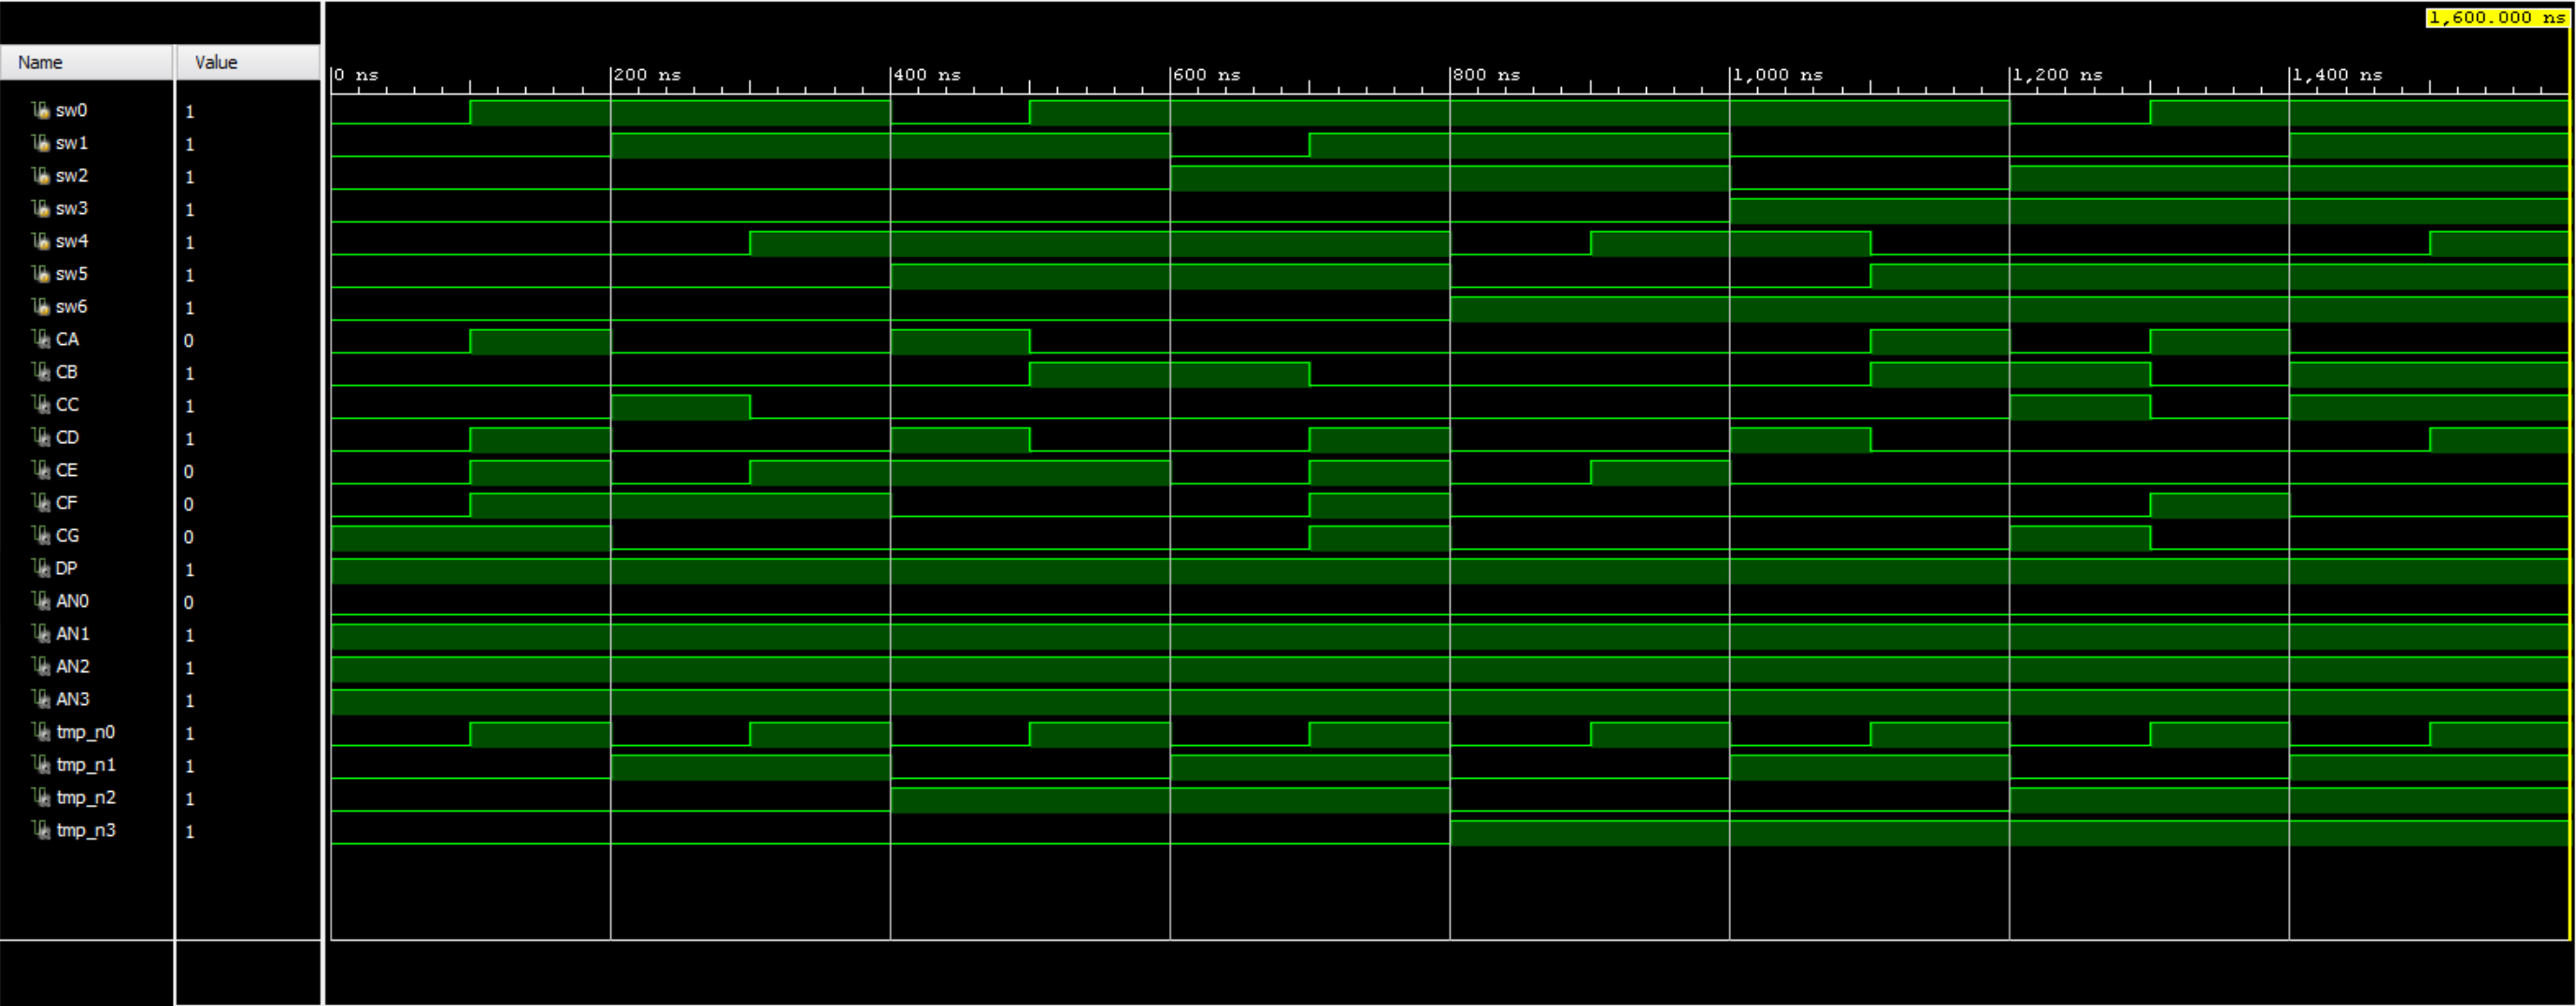 1,600.000 ns
Name Value
0 ns 200 ns 400 ns 600 ns 800 ns 1,000 ns 1,200 ns 1,400 ns
sw0 1
sw1 1
sw2 1
sw3 1
sw4 1
sw5 1
sw6 1
CA 0
CB 1
CC 1
CD 1
CE 0
CF 0
CG 0
DP 1
AN0 0
AN1 1
AN2 1
AN3 1
tmp_n0 1
tmp_n1 1
tmp_n2 1
tmp_n3 1